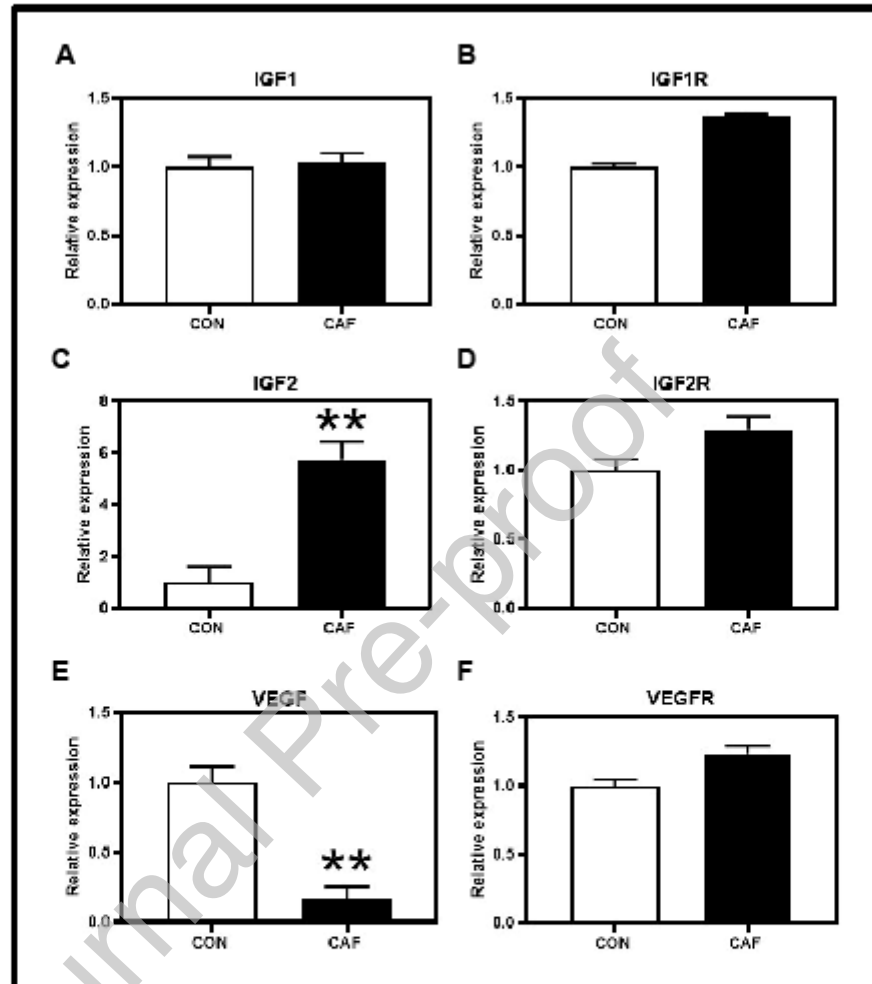 A
IGF1
Relative expression
1.5
1.0
0.5
0.0
CON CAF
B
IGF1R
Relative expression
1.5
1.0
0.5
0.0
CON CAF
C
IGF2
Relative expression
8
6
4
2
0
**
CON CAF
D
IGF2R
Relative expression
1.5
1.0
0.5
0.0
CON CAF
E
VEGF
Relative expression
1.5
1.0
0.5
0.0
**
CON CAF
F
VEGFR
Relative expression
1.5
1.0
0.5
0.0
CON CAF
urnal Pre-proof